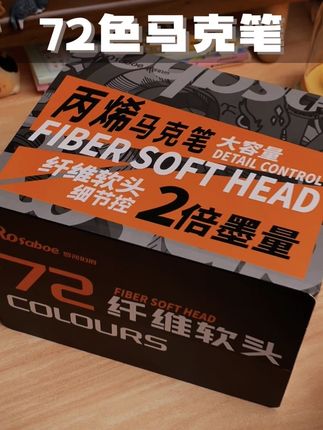 72色马克笔
丙烯马克笔 大容量
DETAIL CONTROL
FIBER SOFT HEAD
纤维软头
细节控
2倍墨量
Rosaboe
72 FIBER SOFT HEAD
纤维软头
COLOURS